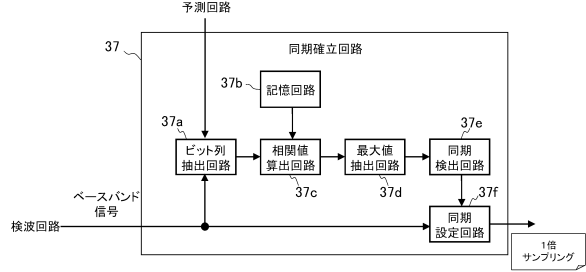 予測回路
37
同期確立回路
37b
記憶回路
37a
37e
ビット列
抽出回路
相関値
算出回路
最大値
抽出回路
同期
検出回路
37c
37d
37f
ベースバンド
信号
検波回路
同期
設定回路
1倍
サンプリング